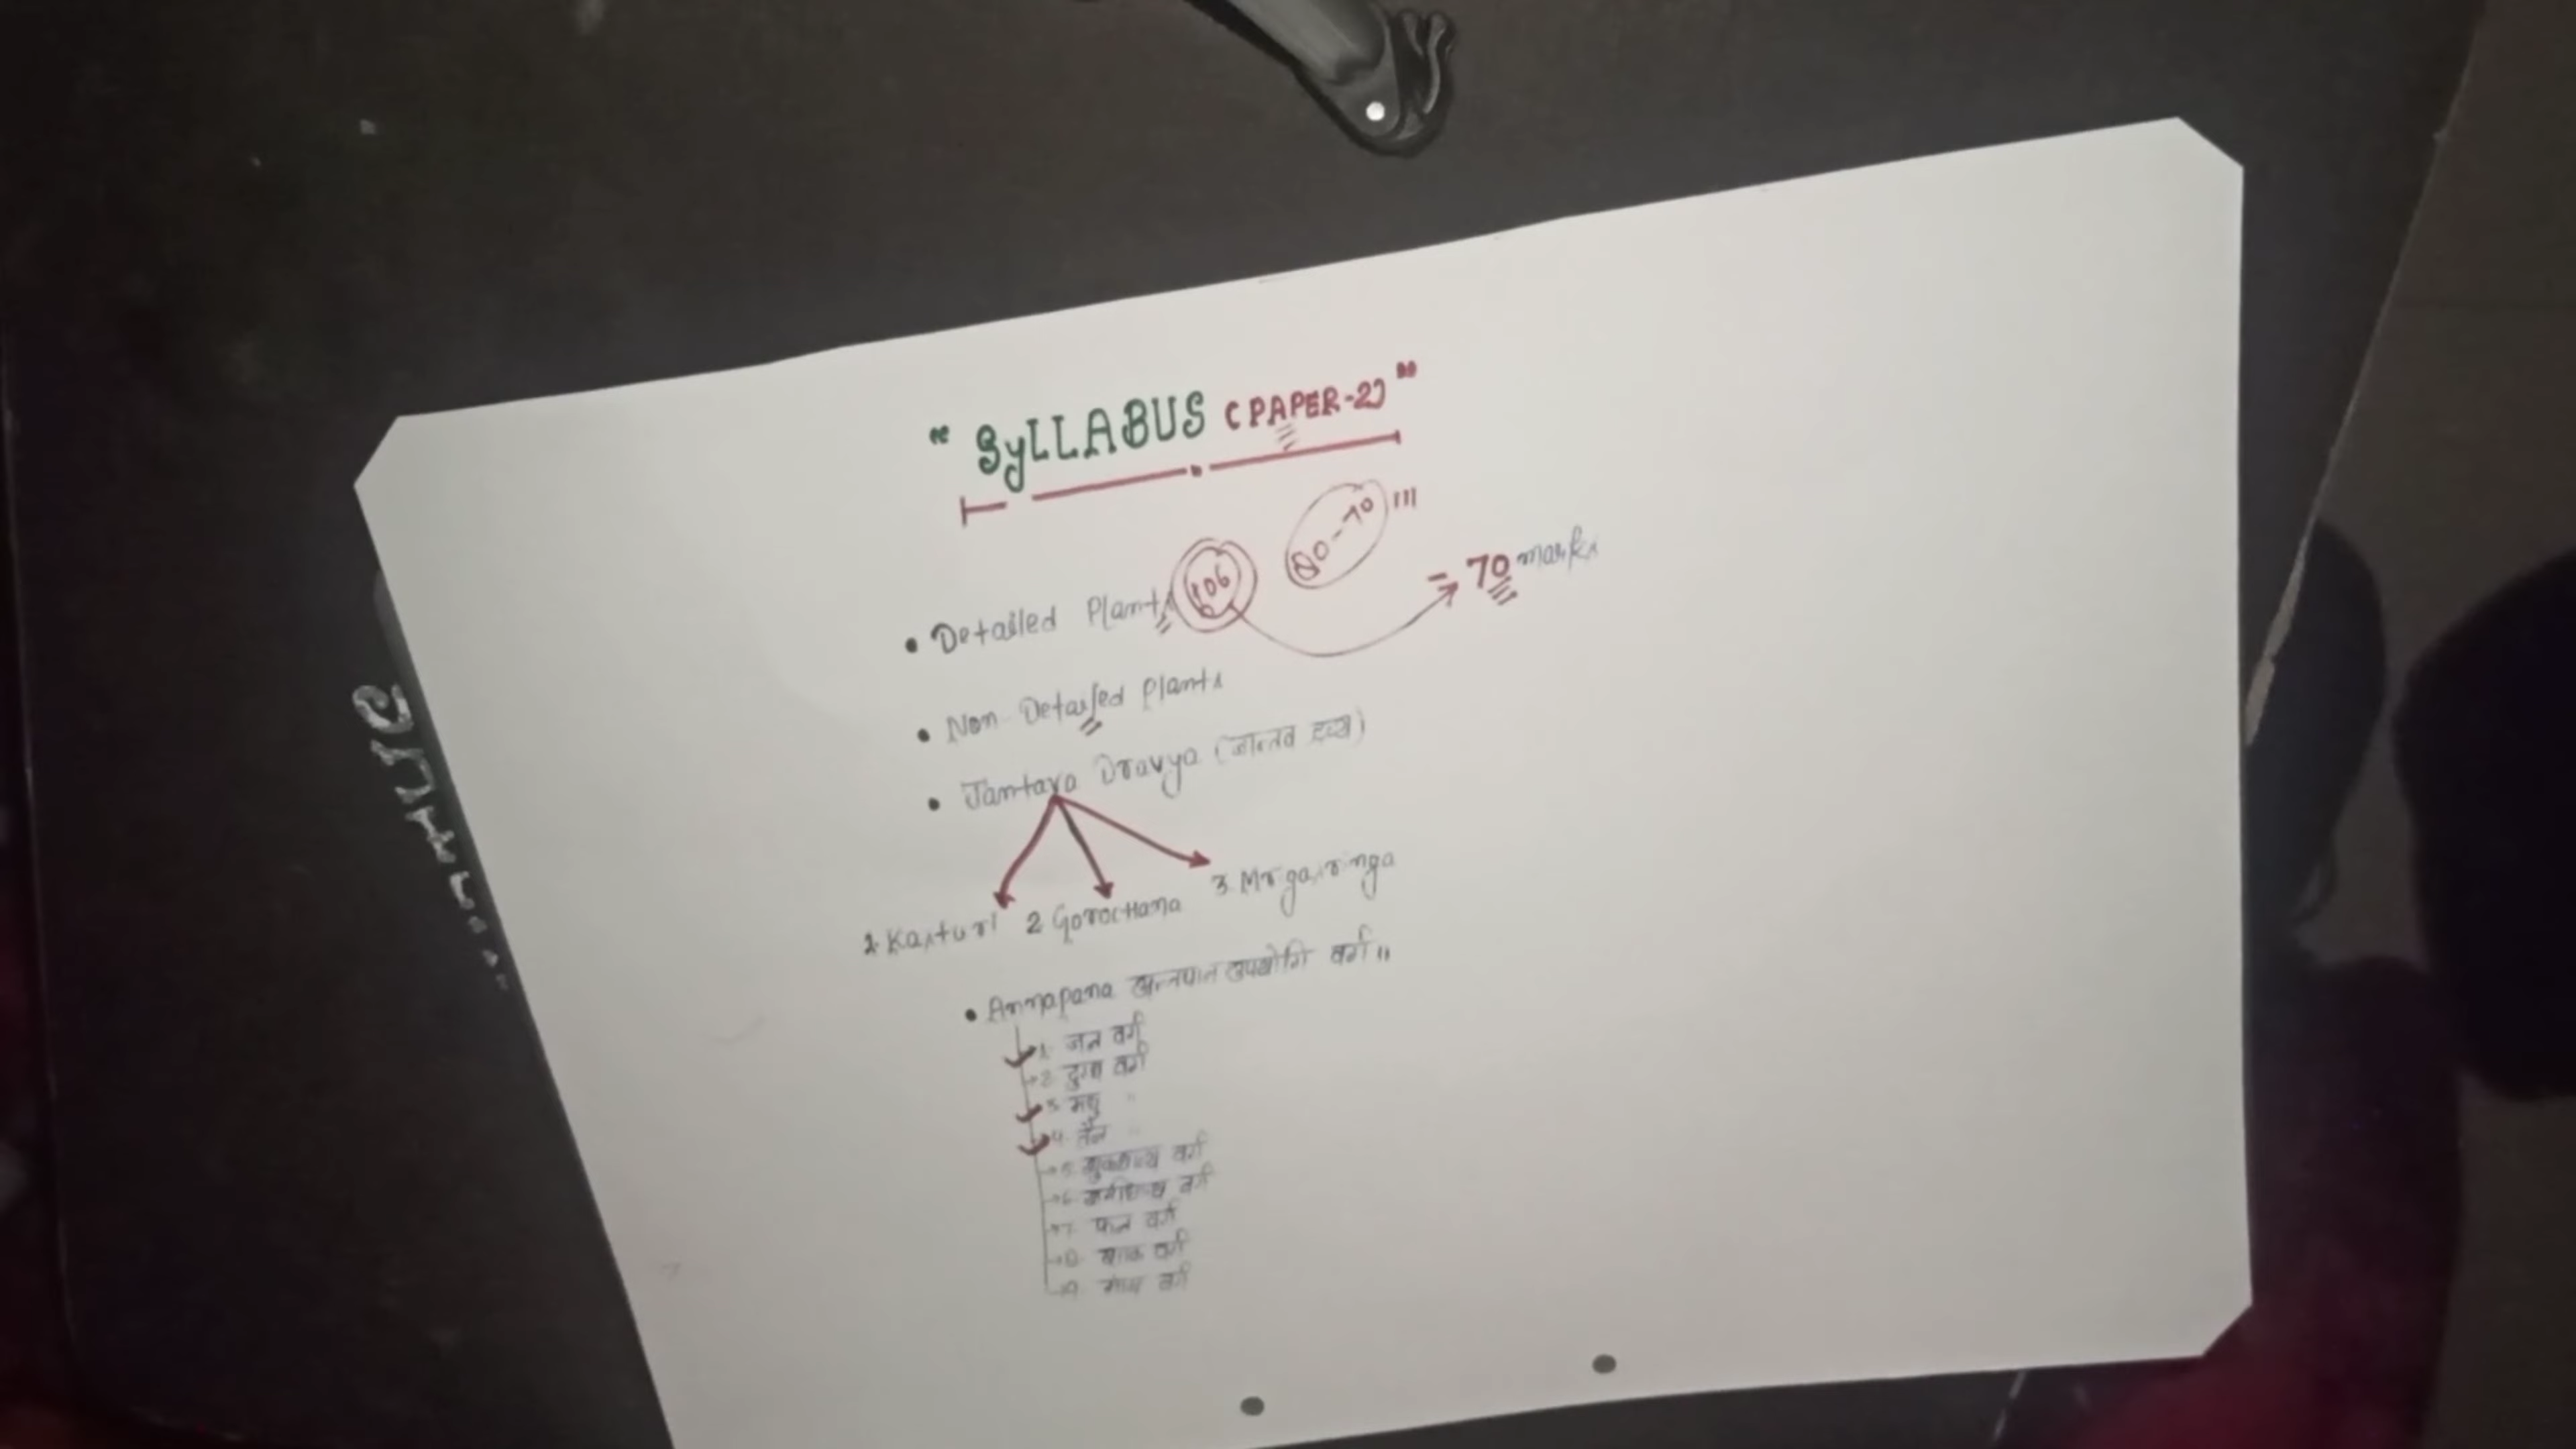 " SyLLABUS (PAPER-2) "
80-70
• Detailed Plants 106 = 70 marks
• Non-Detailed Plants
• Jantava Dravya (जान्तव द्रव्य)
1. Kasturi 2 Gorochana 3. Mrgasringa
• Annapana अन्नपान उपयोगि वर्ग "
1 जल वर्ग
2 दुग्ध वर्ग
3 मधु "
4 तैल "
5 शुकधान्य वर्ग
6 शमीधान्य वर्ग
7 फल वर्ग
8 शाक वर्ग
9 वर्ग